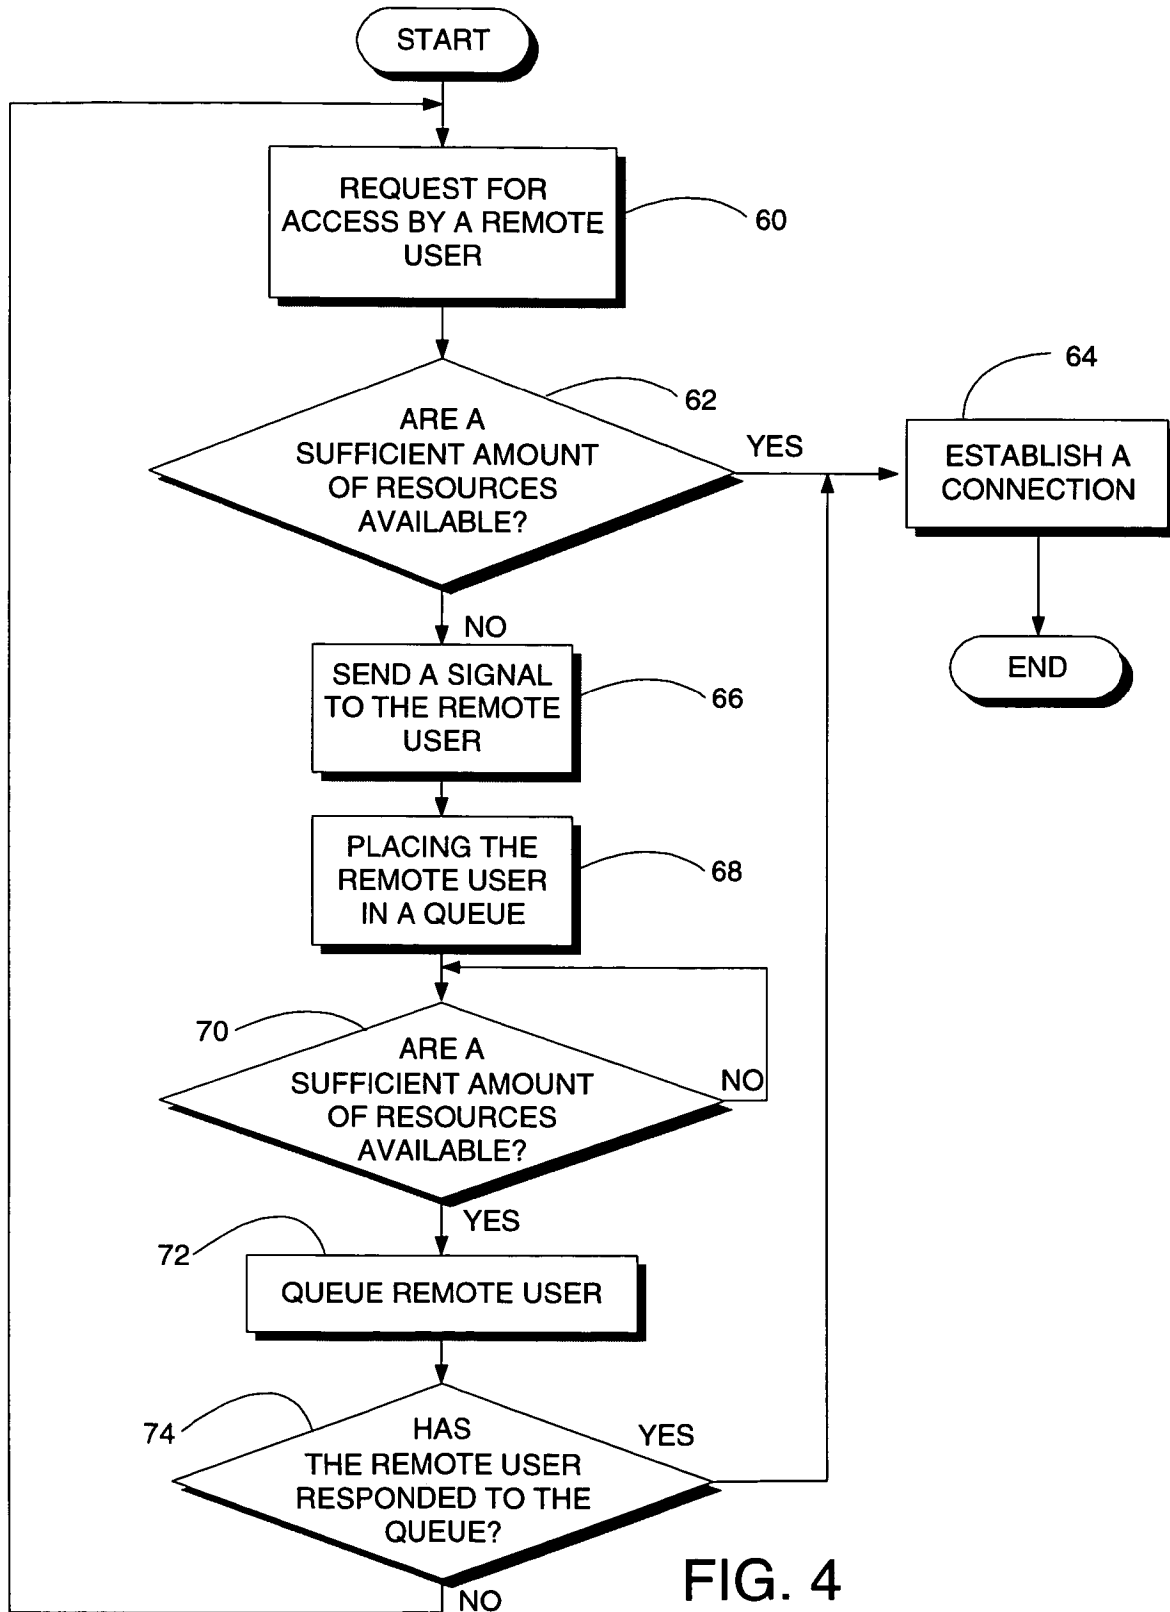 START
REQUEST FOR
ACCESS BY A REMOTE
USER
60
ARE A
SUFFICIENT AMOUNT
OF RESOURCES
AVAILABLE?
62
YES
64
ESTABLISH A
CONNECTION
END
NO
SEND A SIGNAL
TO THE REMOTE
USER
66
PLACING THE
REMOTE USER
IN A QUEUE
68
70
ARE A
SUFFICIENT AMOUNT
OF RESOURCES
AVAILABLE?
NO
YES
72
QUEUE REMOTE USER
74
HAS
THE REMOTE USER
RESPONDED TO THE
QUEUE?
YES
NO
FIG. 4